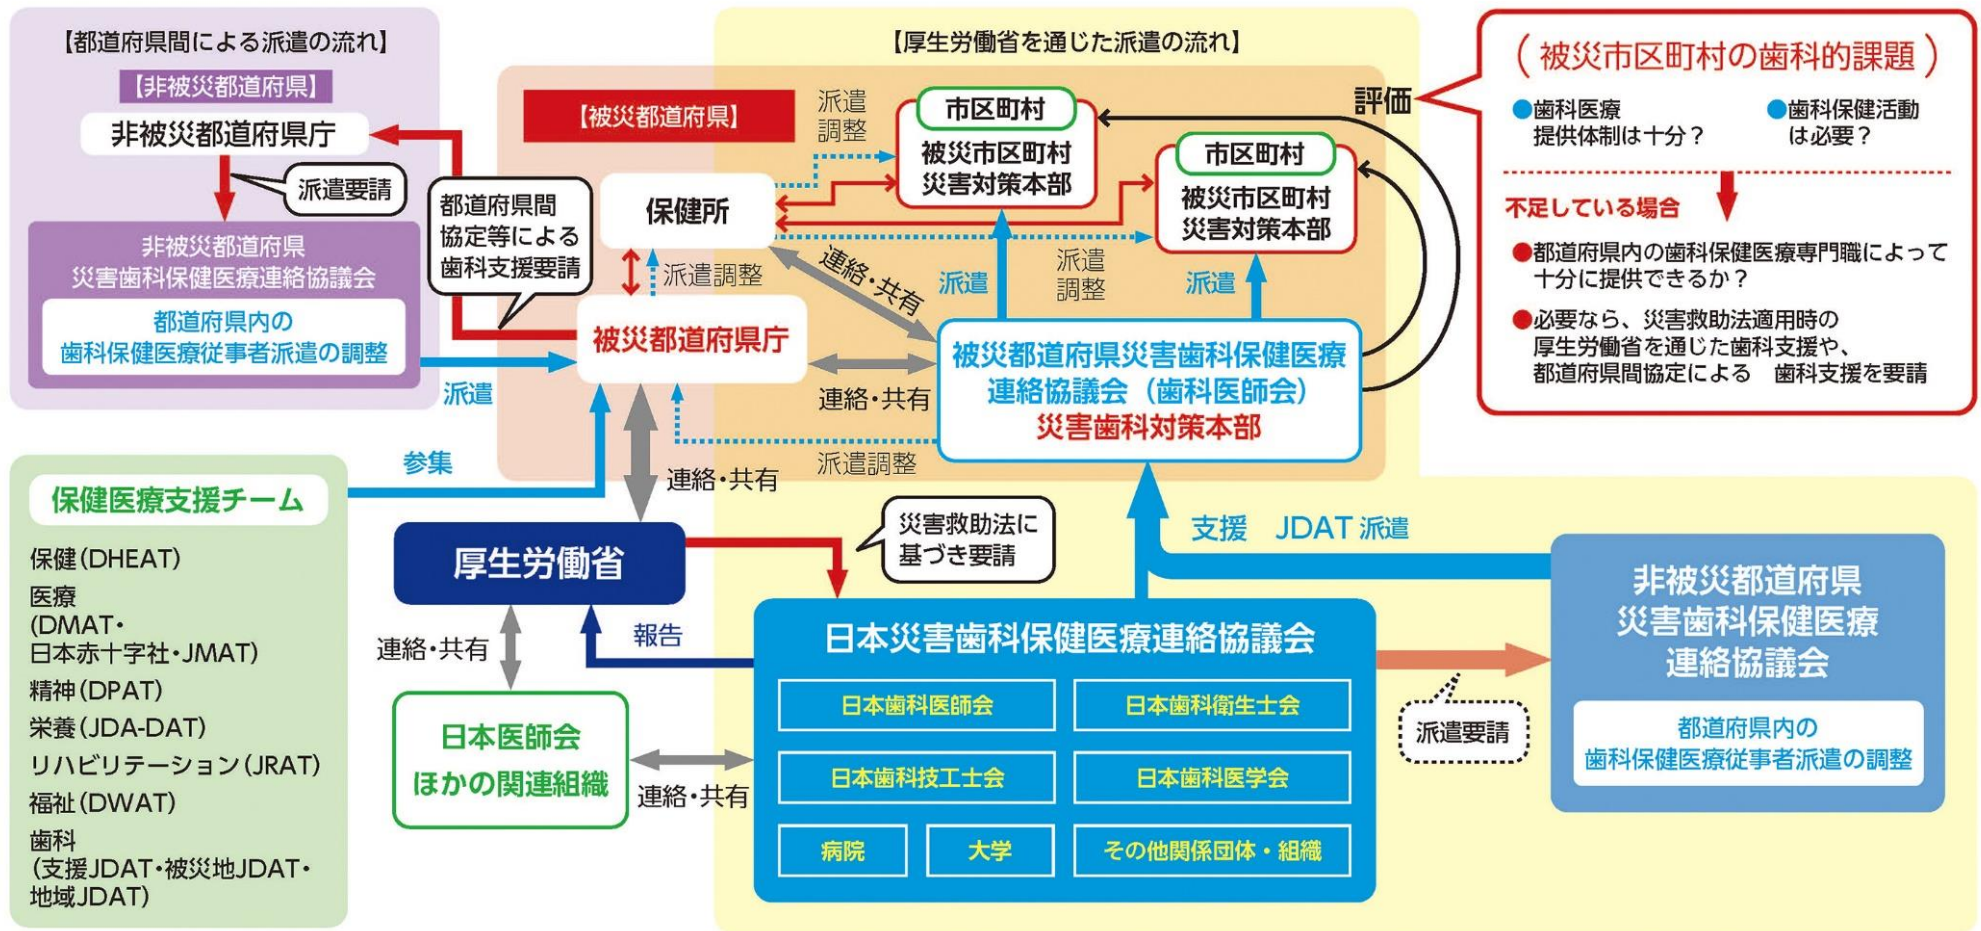 【都道府県間による派遣の流れ】
【非被災都道府県】
非被災都道府県庁
派遣要請
非被災都道府県
災害歯科保健医療連絡協議会
都道府県内の
歯科保健医療従事者派遣の調整
都道府県間
協定等による
歯科支援要請
派遣
【厚生労働省を通じた派遣の流れ】
【被災都道府県】
派遣
調整
市区町村
被災市区町村
災害対策本部
市区町村
被災市区町村
災害対策本部
評価
保健所
派遣調整
連絡・共有
派遣
派遣
調整
派遣
被災都道府県庁
連絡・共有
被災都道府県災害歯科保健医療
連絡協議会（歯科医師会）
災害歯科対策本部
派遣調整
連絡・共有
参集
（被災市区町村の歯科的課題）
●歯科医療
提供体制は十分？
●歯科保健活動
は必要？
不足している場合
●都道府県内の歯科保健医療専門職によって
十分に提供できるか？
●必要なら、災害救助法適用時の
厚生労働省を通じた歯科支援や、
都道府県間協定による　歯科支援を要請
保健医療支援チーム
保健（DHEAT）
医療
（DMAT・
日本赤十字社・JMAT）
精神（DPAT）
栄養（JDA-DAT）
リハビリテーション（JRAT）
福祉（DWAT）
歯科
（支援JDAT・被災地JDAT・
地域JDAT）
厚生労働省
災害救助法に
基づき要請
連絡・共有
報告
日本医師会
ほかの関連組織
連絡・共有
支援　JDAT 派遣
日本災害歯科保健医療連絡協議会
日本歯科医師会
日本歯科衛生士会
日本歯科技工士会
日本歯科医学会
病院
大学
その他関係団体・組織
派遣要請
非被災都道府県
災害歯科保健医療
連絡協議会
都道府県内の
歯科保健医療従事者派遣の調整